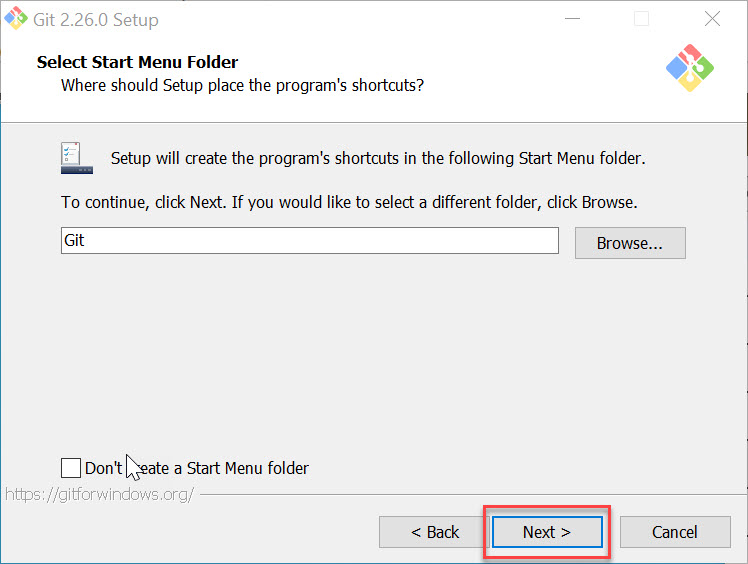 Git 2.26.0 Setup
Select Start Menu Folder
Where should Setup place the program's shortcuts?
Setup will create the program's shortcuts in the following Start Menu folder.
To continue, click Next. If you would like to select a different folder, click Browse.
Git
Browse...
Don't create a Start Menu folder
https://gitforwindows.org/
< Back
Next >
Cancel